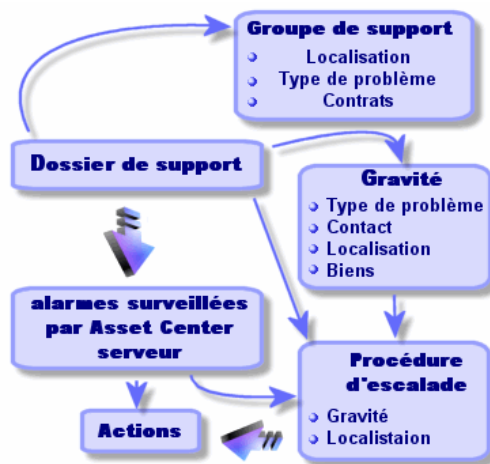 Groupe de support
Localisation
Type de problème
Contrats
Dossier de support
Gravité
Type de problème
Contact
Localisation
Biens
alarmes surveillées
par Asset Center
serveur
Procédure
d'escalade
Gravité
Localistaion
Actions